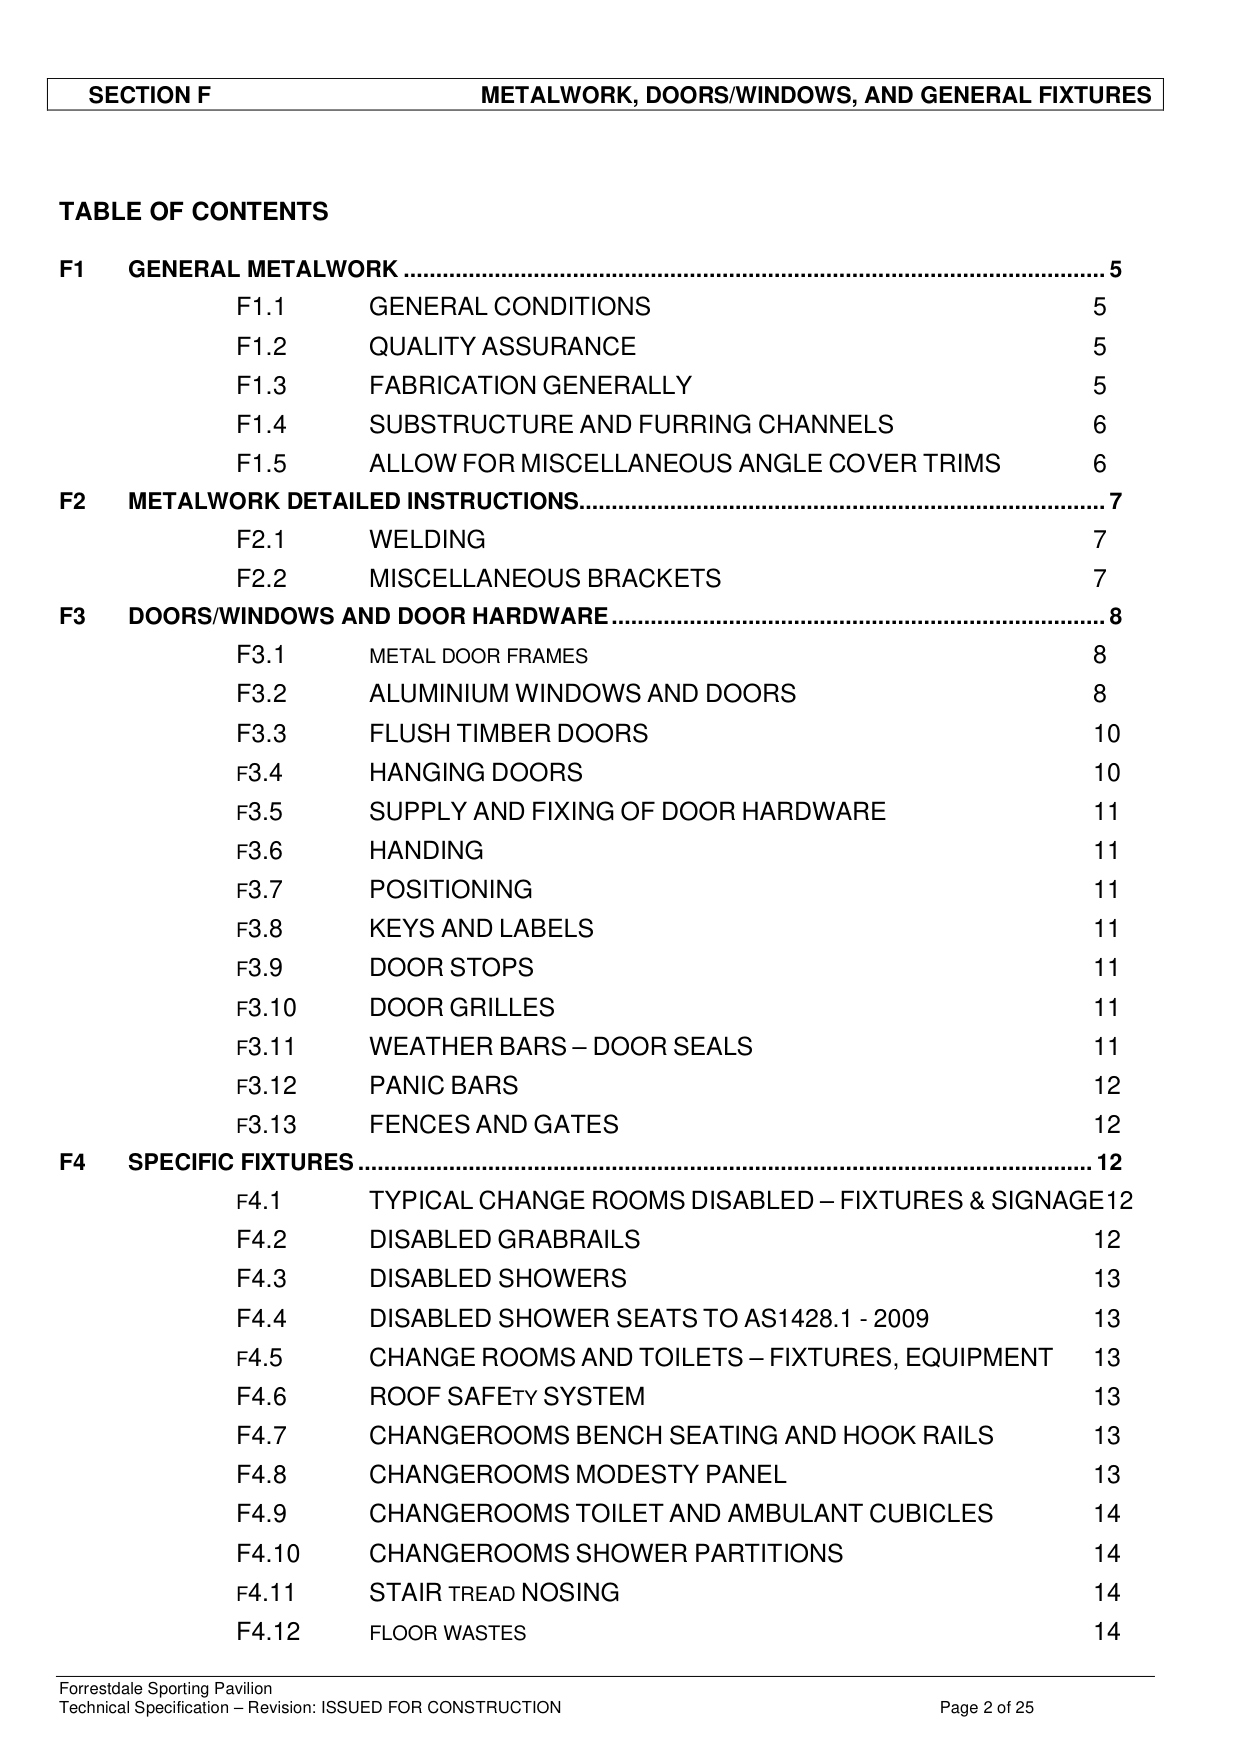 SECTION F METALWORK, DOORS/WINDOWS, AND GENERAL FIXTURES
TABLE OF CONTENTS
F1 GENERAL METALWORK ............................................................................................................ 5
F1.1 GENERAL CONDITIONS 5
F1.2 QUALITY ASSURANCE 5
F1.3 FABRICATION GENERALLY 5
F1.4 SUBSTRUCTURE AND FURRING CHANNELS 6
F1.5 ALLOW FOR MISCELLANEOUS ANGLE COVER TRIMS 6
F2 METALWORK DETAILED INSTRUCTIONS................................................................................. 7
F2.1 WELDING 7
F2.2 MISCELLANEOUS BRACKETS 7
F3 DOORS/WINDOWS AND DOOR HARDWARE ............................................................................ 8
F3.1 METAL DOOR FRAMES 8
F3.2 ALUMINIUM WINDOWS AND DOORS 8
F3.3 FLUSH TIMBER DOORS 10
F3.4 HANGING DOORS 10
F3.5 SUPPLY AND FIXING OF DOOR HARDWARE 11
F3.6 HANDING 11
F3.7 POSITIONING 11
F3.8 KEYS AND LABELS 11
F3.9 DOOR STOPS 11
F3.10 DOOR GRILLES 11
F3.11 WEATHER BARS – DOOR SEALS 11
F3.12 PANIC BARS 12
F3.13 FENCES AND GATES 12
F4 SPECIFIC FIXTURES ................................................................................................................. 12
F4.1 TYPICAL CHANGE ROOMS DISABLED – FIXTURES & SIGNAGE12
F4.2 DISABLED GRABRAILS 12
F4.3 DISABLED SHOWERS 13
F4.4 DISABLED SHOWER SEATS TO AS1428.1 - 2009 13
F4.5 CHANGE ROOMS AND TOILETS – FIXTURES, EQUIPMENT 13
F4.6 ROOF SAFETY SYSTEM 13
F4.7 CHANGEROOMS BENCH SEATING AND HOOK RAILS 13
F4.8 CHANGEROOMS MODESTY PANEL 13
F4.9 CHANGEROOMS TOILET AND AMBULANT CUBICLES 14
F4.10 CHANGEROOMS SHOWER PARTITIONS 14
F4.11 STAIR TREAD NOSING 14
F4.12 FLOOR WASTES 14
Forrestdale Sporting Pavilion
Technical Specification – Revision: ISSUED FOR CONSTRUCTION Page 2 of 25